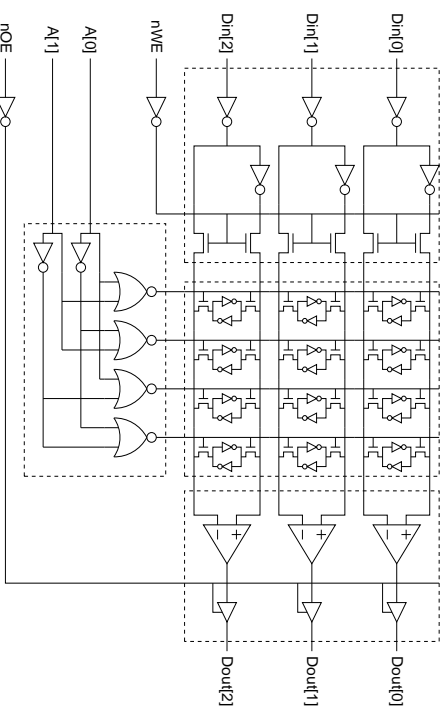 nOE
A[1]
A[0]
nWE
Din[2]
Din[1]
Din[0]
− +
− +
− +
Dout[2]
Dout[1]
Dout[0]